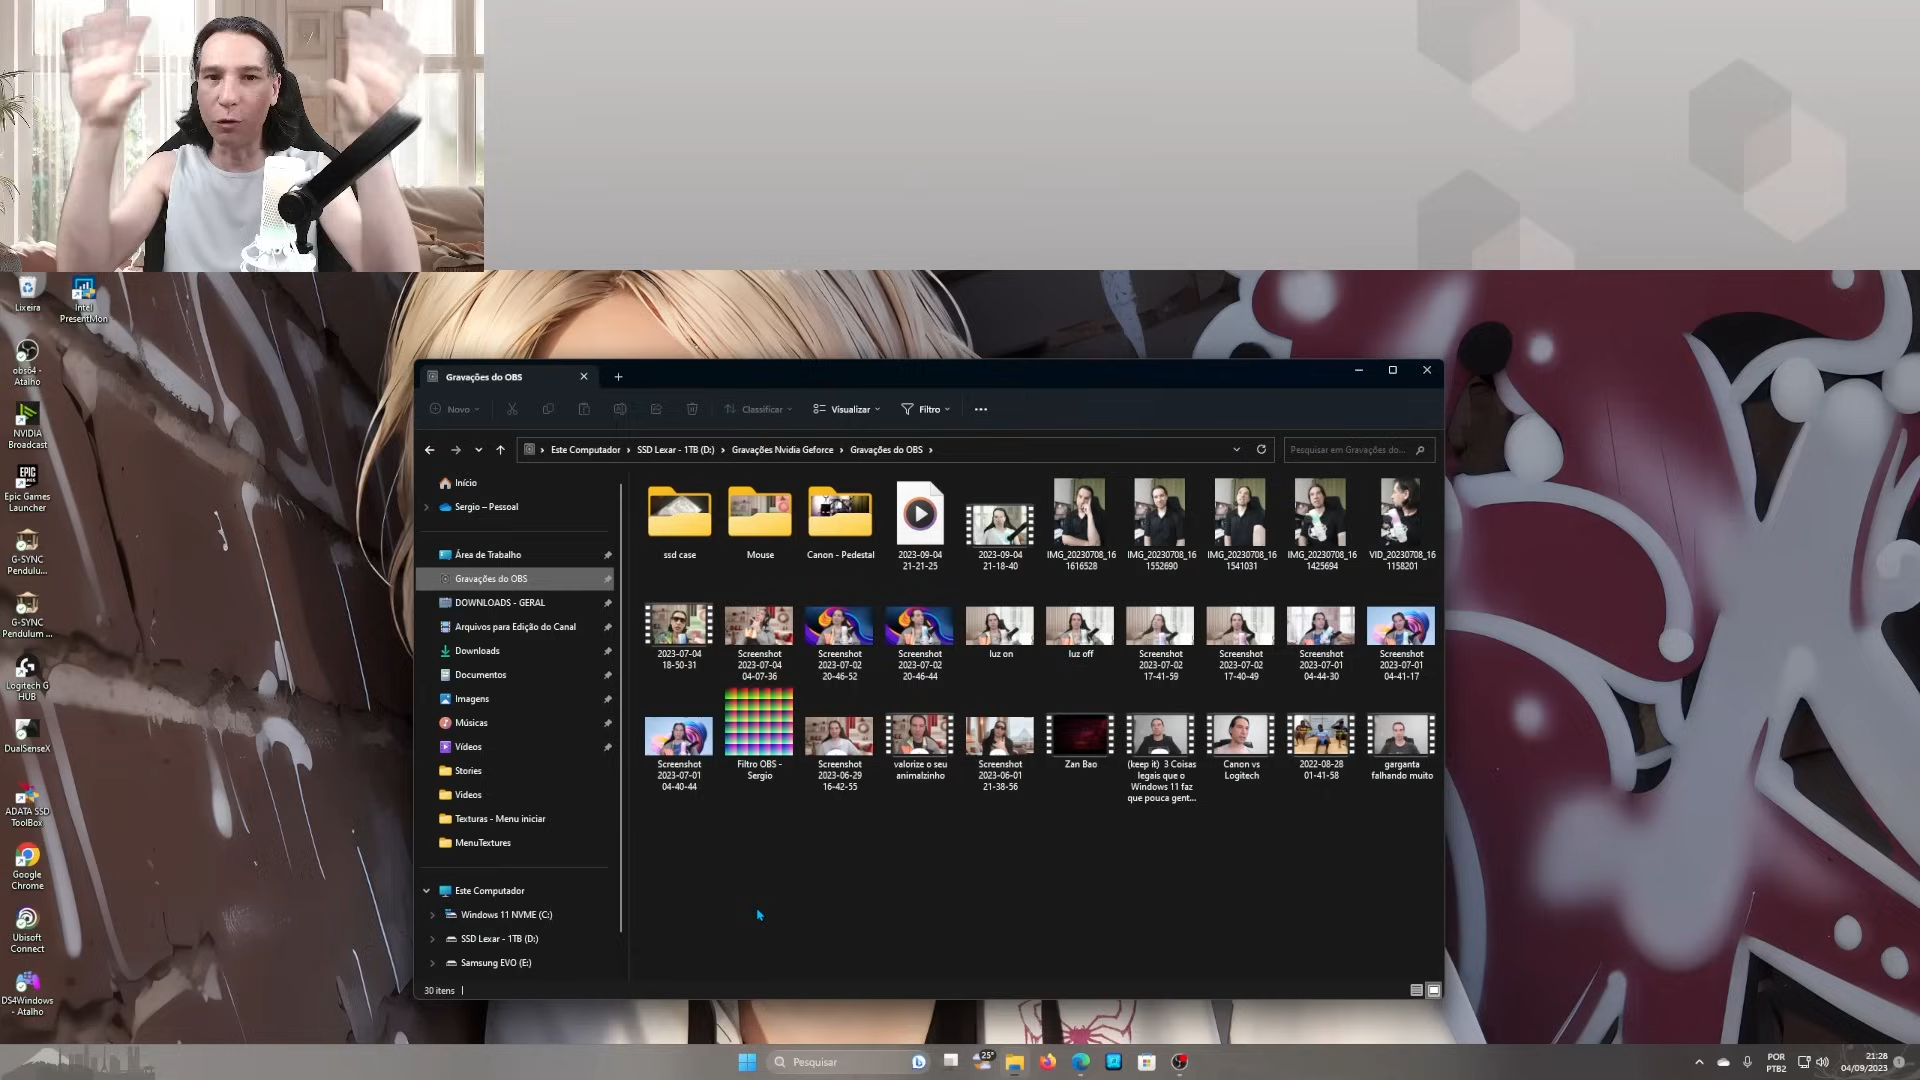 Lixeira
Intel
PresentMon
obs64 -
Atalho
NVIDIA
Broadcast
EPIC
GAMES
Epic Games
Launcher
G-SYNC
Pendulu...
G-SYNC
Pendulum ...
Logitech G
HUB
DualSenseX
ADATA SSD
ToolBox
Google
Chrome
Ubisoft
Connect
DS4Windows
- Atalho
Gravações do OBS
Novo
Classificar
Visualizar
Filtro
Este Computador
SSD Lexar - 1TB (D:)
Gravações Nvidia Geforce
Gravações do OBS
Pesquisar em Gravações do...
Início
Sergio – Pessoal
Área de Trabalho
Gravações do OBS
DOWNLOADS - GERAL
Arquivos para Edição do Canal
Downloads
Documentos
Imagens
Músicas
Vídeos
Stories
Videos
Texturas - Menu iniciar
MenuTextures
Este Computador
Windows 11 NVME (C:)
SSD Lexar - 1TB (D:)
Samsung EVO (E:)
ssd case
Mouse
Canon - Pedestal
2023-09-04
21-21-25
2023-09-04
21-18-40
IMG_20230708_16
1616528
IMG_20230708_16
1552690
IMG_20230708_16
1541031
IMG_20230708_16
1425694
VID_20230708_16
1158201
2023-07-04
18-50-31
Screenshot
2023-07-04
04-07-36
Screenshot
2023-07-02
20-46-52
Screenshot
2023-07-02
20-46-44
luz on
luz off
Screenshot
2023-07-02
17-41-59
Screenshot
2023-07-02
17-40-49
Screenshot
2023-07-01
04-44-30
Screenshot
2023-07-01
04-41-17
Screenshot
2023-07-01
04-40-44
Filtro OBS -
Sergio
Screenshot
2023-06-29
16-42-55
valorize o seu
animalzinho
Screenshot
2023-06-01
21-38-56
Zan Bao
(keep it) 3 Coisas
legais que o
Windows 11 faz
que pouca gent...
Canon vs
Logitech
2022-08-28
01-41-58
garganta
falhando muito
30 itens
Pesquisar
25°
POR
PTB2
21:28
04/09/2023
1